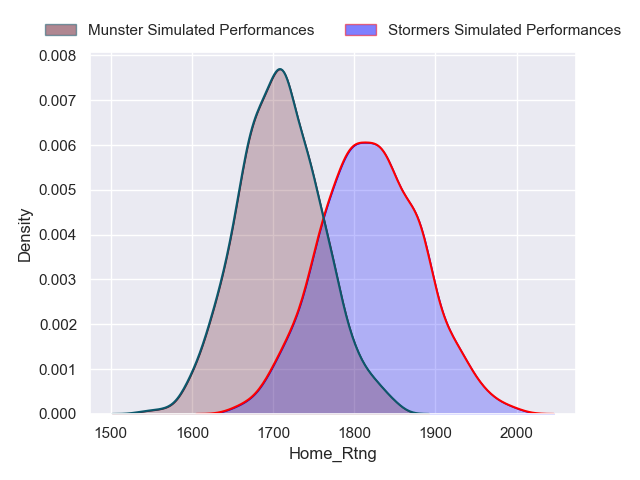 Munster Simulated Performances Stormers Simulated Performances
0.008
0.007
0.006
0.005
0.004
0.003
0.002
0.001
0.000
Density
1500 1600 1700 1800 1900 2000
Home_Rtng